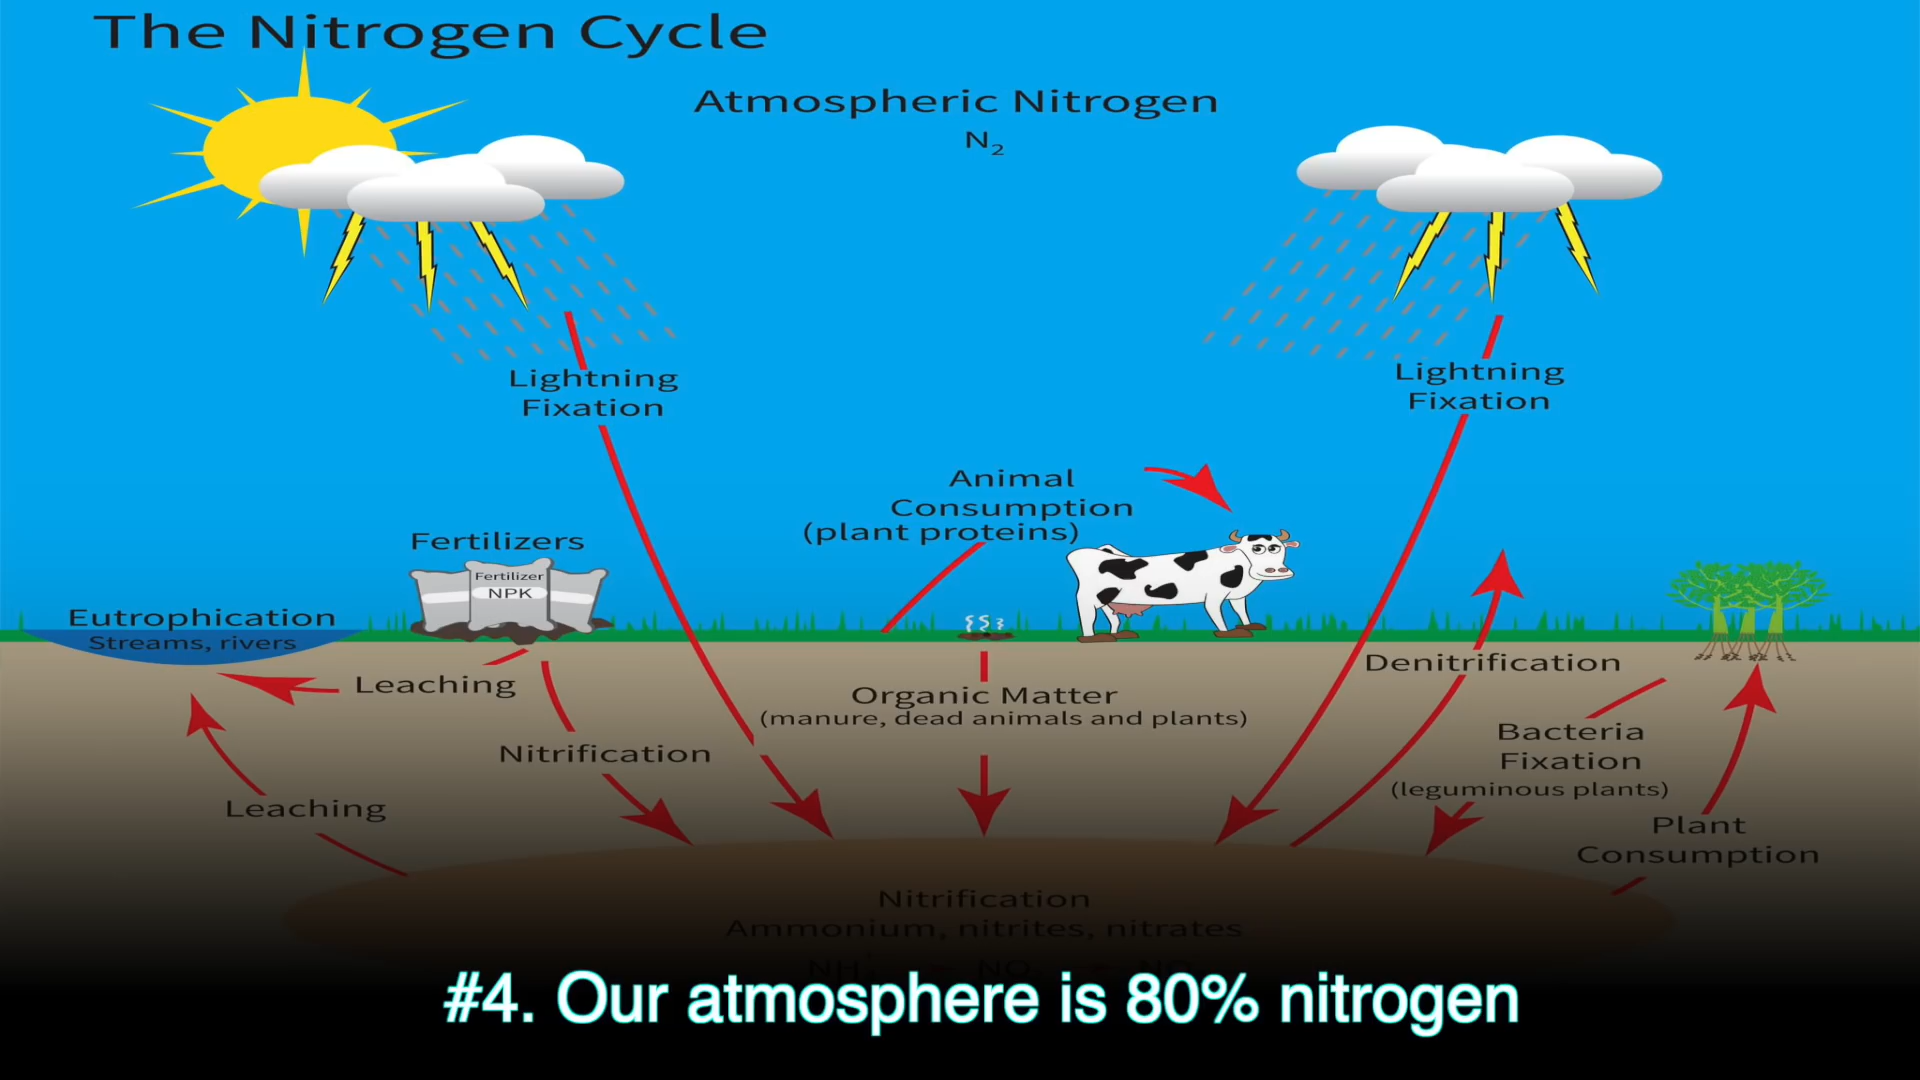 The Nitrogen Cycle
Atmospheric Nitrogen
N₂
Lightning
Fixation
Lightning
Fixation
Animal
Consumption
(plant proteins)
Fertilizers
Fertilizer
NPK
Eutrophication
Streams, rivers
Leaching
Denitrification
Organic Matter
(manure, dead animals and plants)
Nitrification
Bacteria
Fixation
(leguminous plants)
Leaching
Plant
Consumption
Nitrification
Ammonium, nitrites, nitrates
#4. Our atmosphere is 80% nitrogen